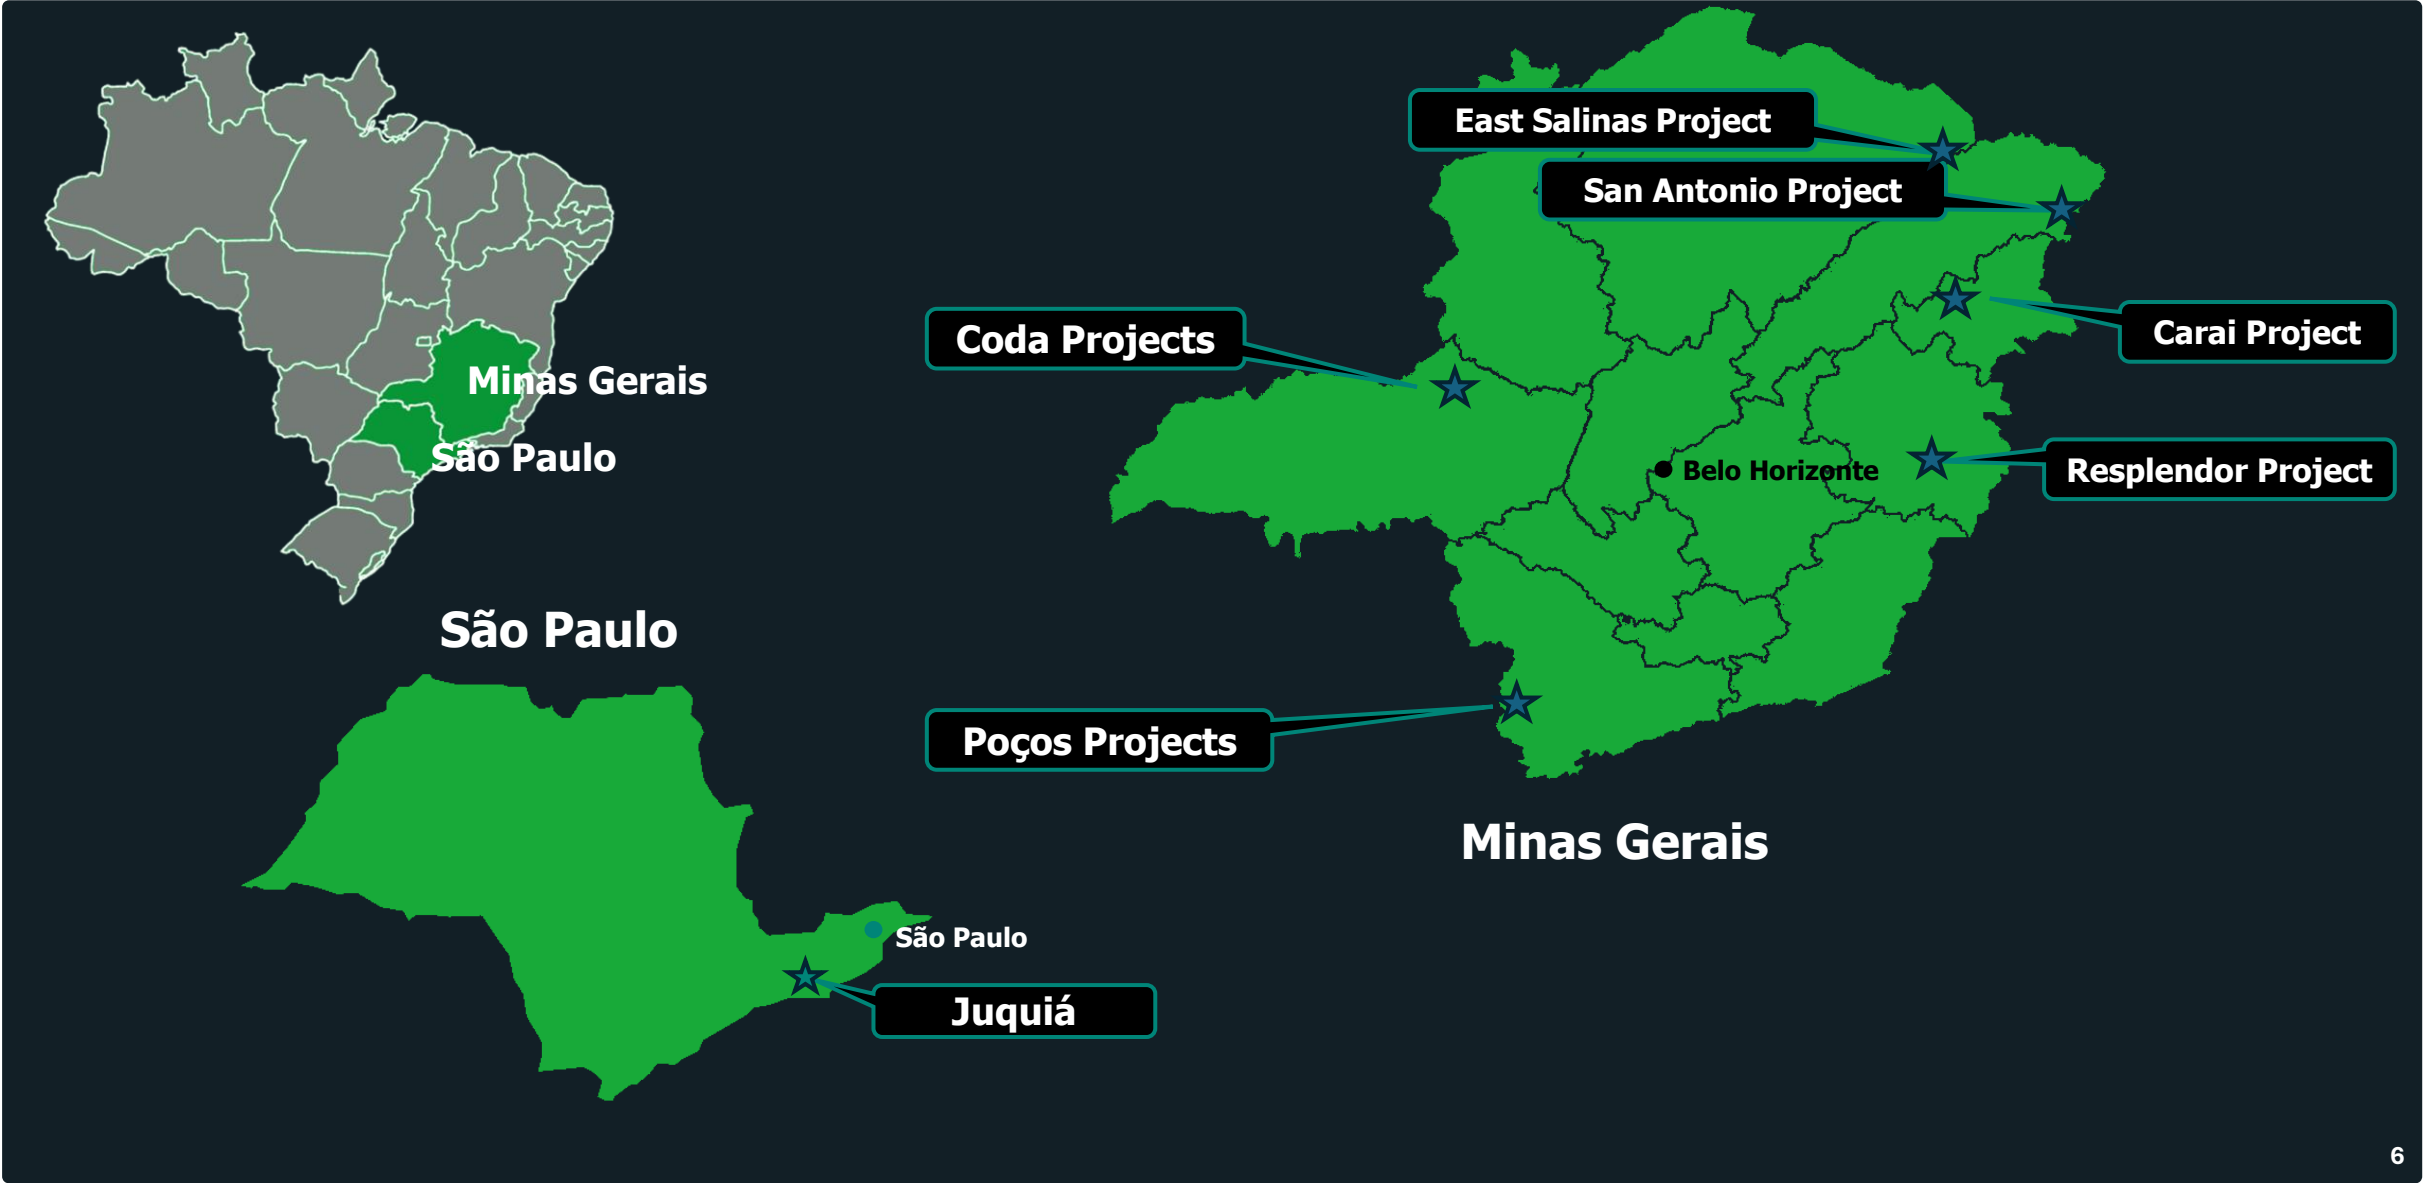 Minas Gerais
São Paulo
São Paulo
São Paulo
Juquiá
East Salinas Project
San Antonio Project
Coda Projects
Carai Project
Belo Horizonte
Resplendor Project
Poços Projects
Minas Gerais
6